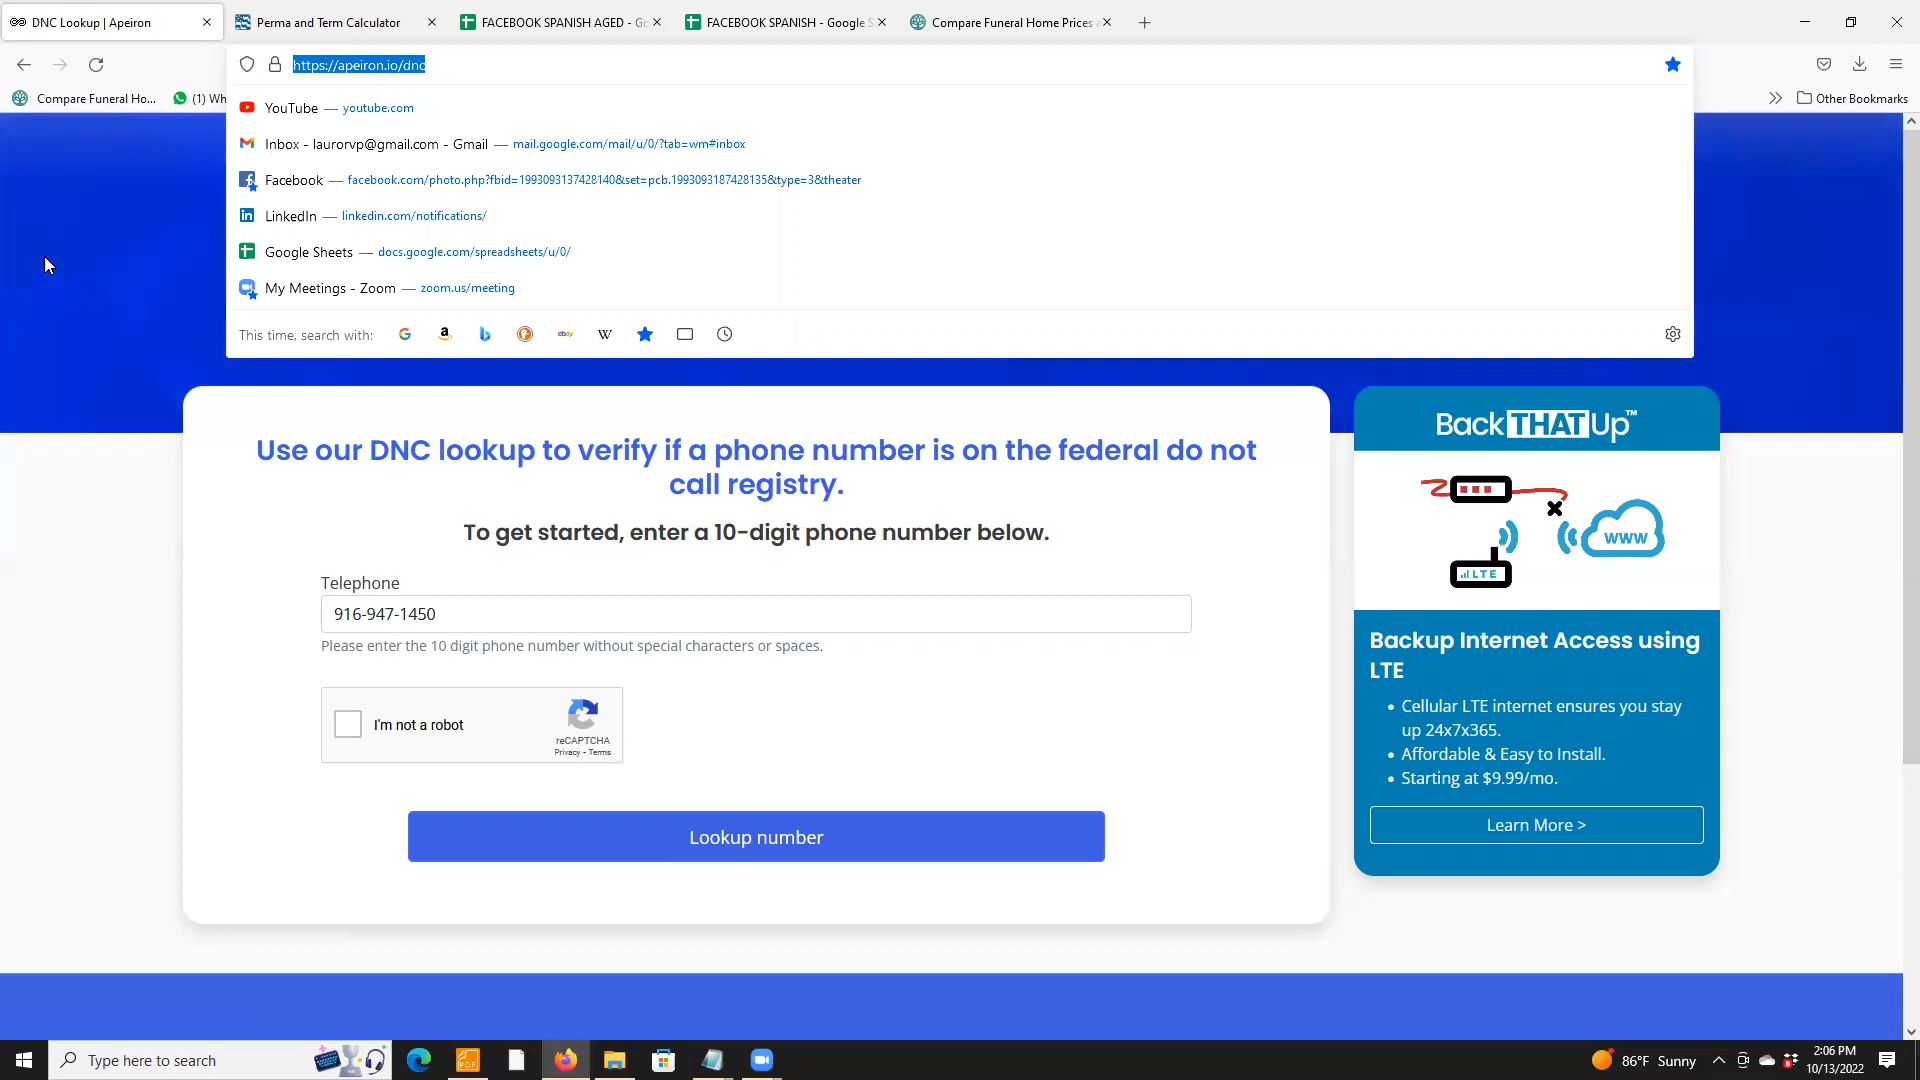 DNC Lookup | Apeiron
Perma and Term Calculator
FACEBOOK SPANISH AGED - Go
FACEBOOK SPANISH - Google S
Compare Funeral Home Prices a
https://apeiron.io/dnc
Compare Funeral Ho...
(1) Wh
Other Bookmarks
YouTube — youtube.com
Inbox - laurorvp@gmail.com - Gmail — mail.google.com/mail/u/0/?tab=wm#inbox
Facebook — facebook.com/photo.php?fbid=1993093137428140&set=pcb.1993093187428135&type=3&theater
LinkedIn — linkedin.com/notifications/
Google Sheets — docs.google.com/spreadsheets/u/0/
My Meetings - Zoom — zoom.us/meeting
This time, search with:
Use our DNC lookup to verify if a phone number is on the federal do not
call registry.
To get started, enter a 10-digit phone number below.
Telephone
916-947-1450
Please enter the 10 digit phone number without special characters or spaces.
I'm not a robot
reCAPTCHA
Privacy - Terms
Lookup number
BackTHATUp™
WWW
LTE
Backup Internet Access using
LTE
• Cellular LTE internet ensures you stay
up 24x7x365.
• Affordable & Easy to Install.
• Starting at $9.99/mo.
Learn More >
Type here to search
86°F Sunny
2:06 PM
10/13/2022